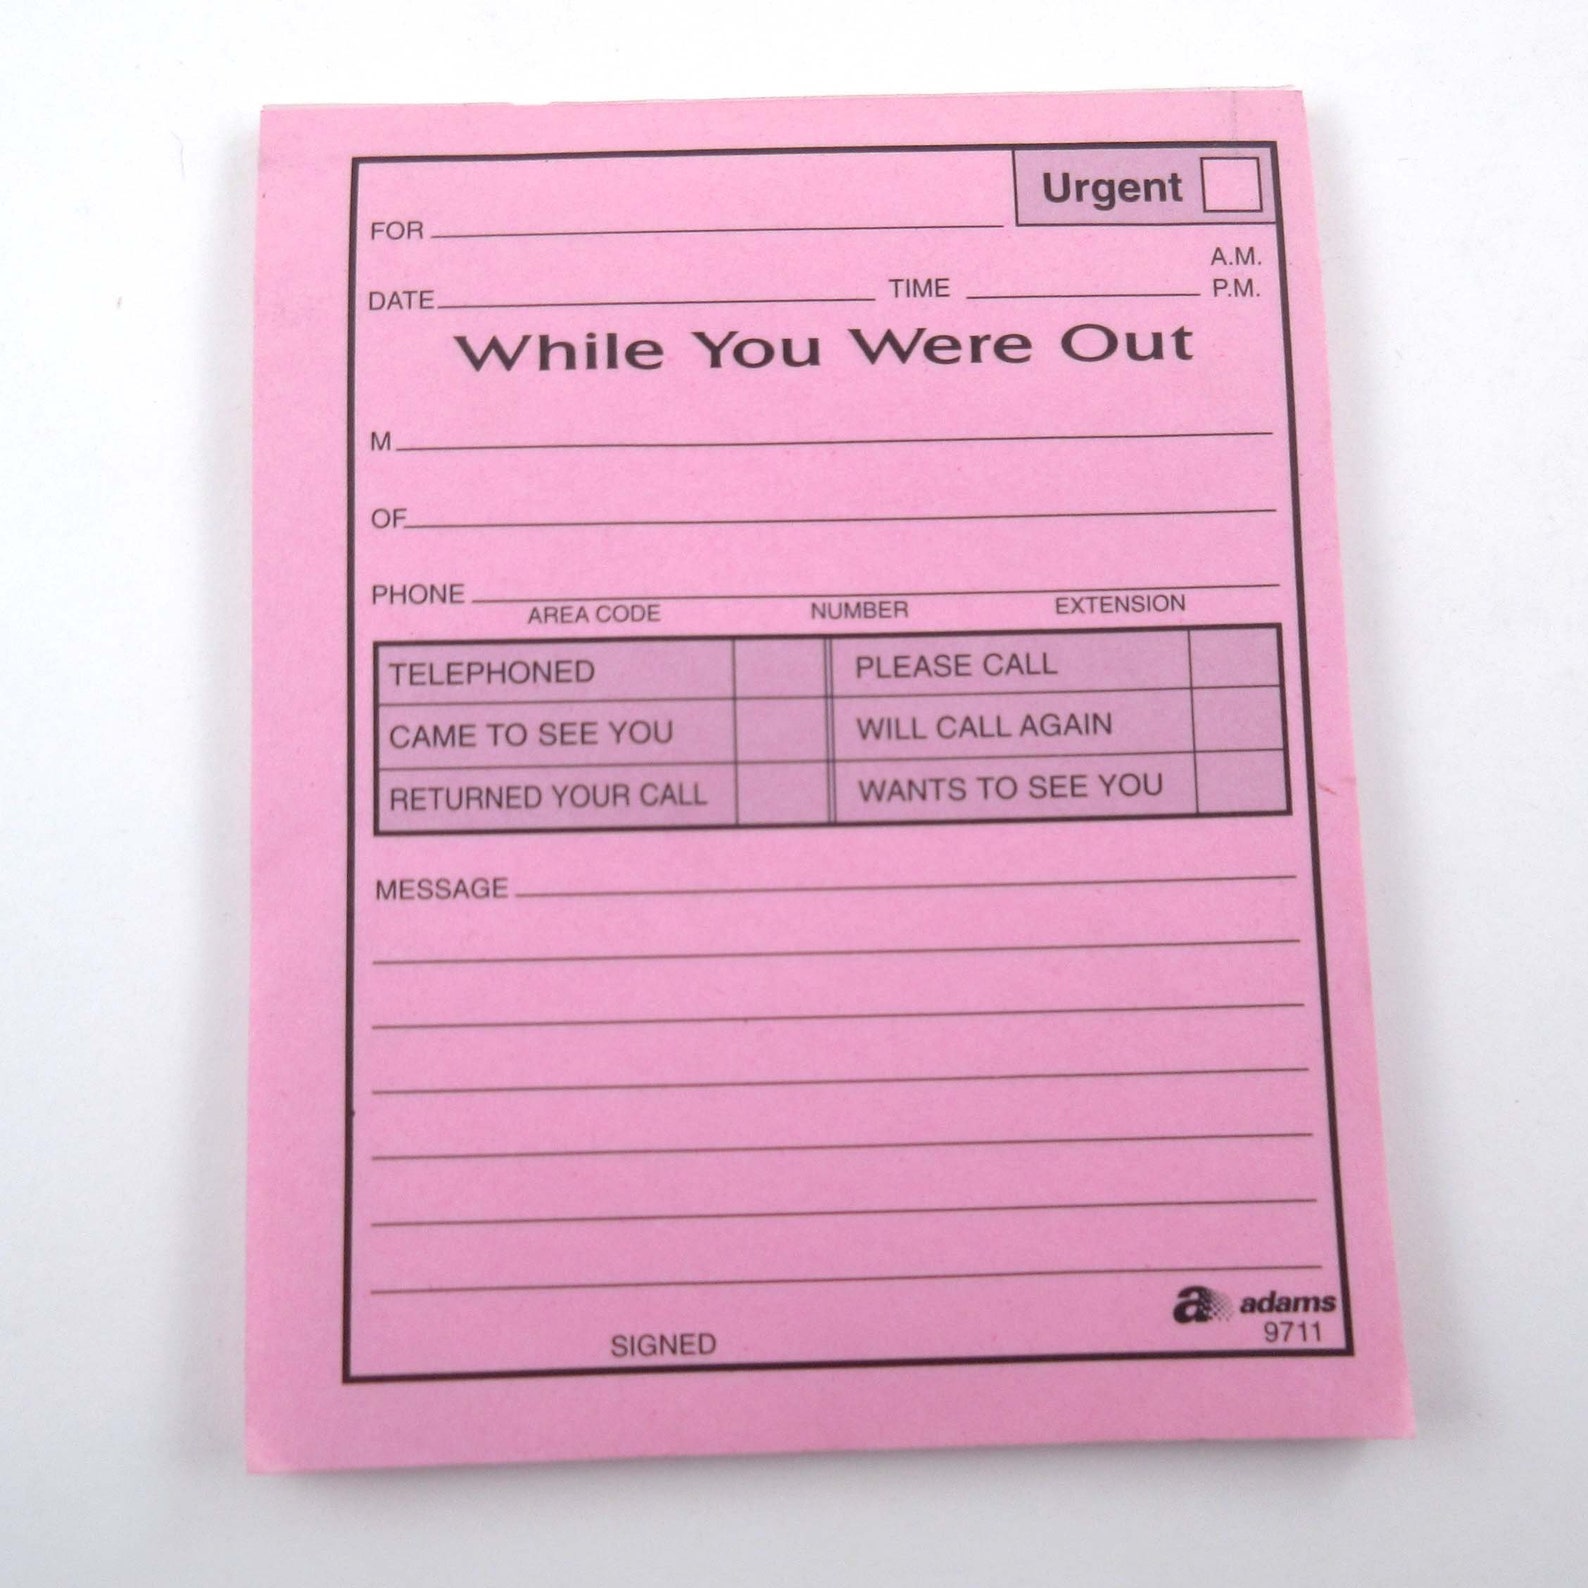 Urgent
FOR
A.M.
DATE TIME P.M.
While You Were Out
M
OF
PHONE
AREA CODE NUMBER EXTENSION
TELEPHONED PLEASE CALL
CAME TO SEE YOU WILL CALL AGAIN
RETURNED YOUR CALL WANTS TO SEE YOU
MESSAGE
a adams
SIGNED 9711